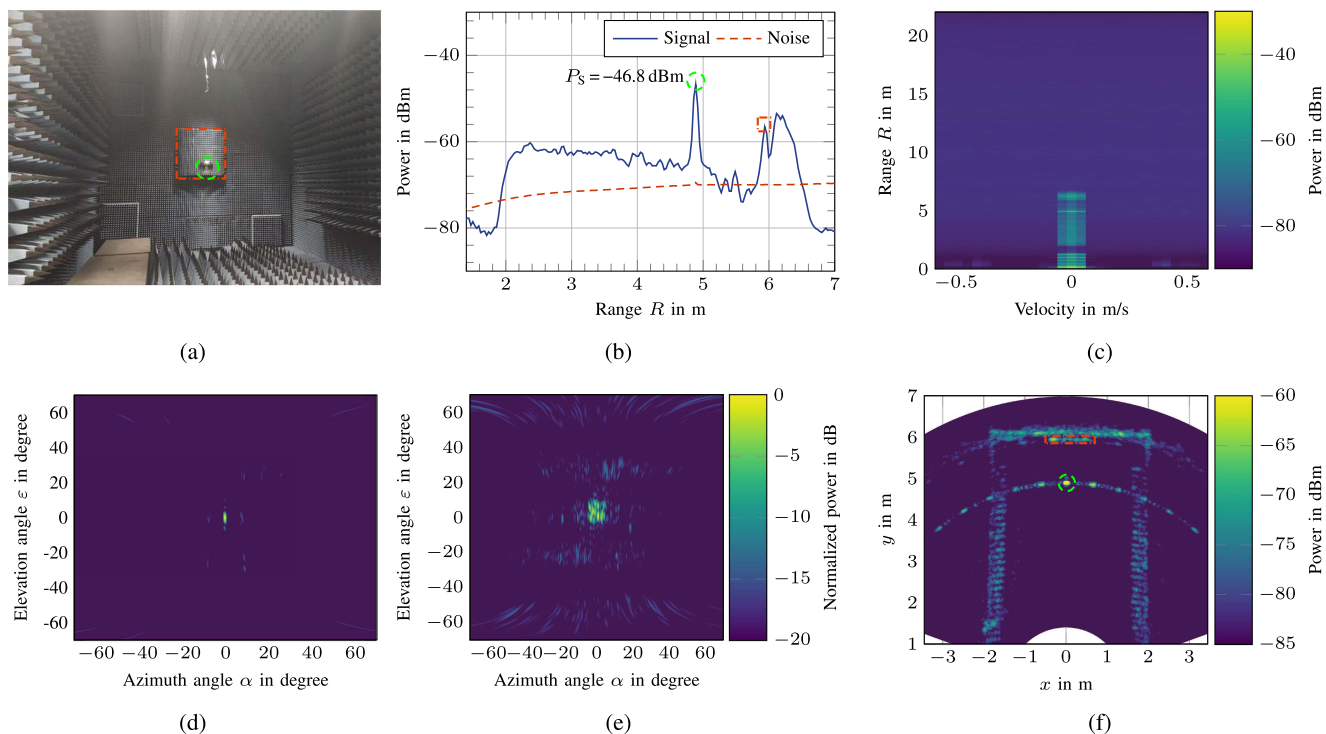 −40
−60
−80
Power in dBm
Signal
Noise
P_S = −46.8 dBm
2
3
4
5
6
7
Range R in m
20
15
10
5
0
Range R in m
−0.5
0
0.5
Velocity in m/s
−40
−60
−80
Power in dBm
(a)
(b)
(c)
60
40
20
0
-20
-40
-60
Elevation angle ε in degree
−60 −40 −20 0 20 40 60
Azimuth angle α in degree
60
40
20
0
−20
−40
−60
Elevation angle ε in degree
−60 −40 −20 0 20 40 60
Azimuth angle α in degree
0
−5
−10
−15
−20
Normalized power in dB
7
6
5
4
3
2
1
y in m
−3 −2 −1 0 1 2 3
x in m
−60
−65
−70
−75
−80
−85
Power in dBm
(d)
(e)
(f)